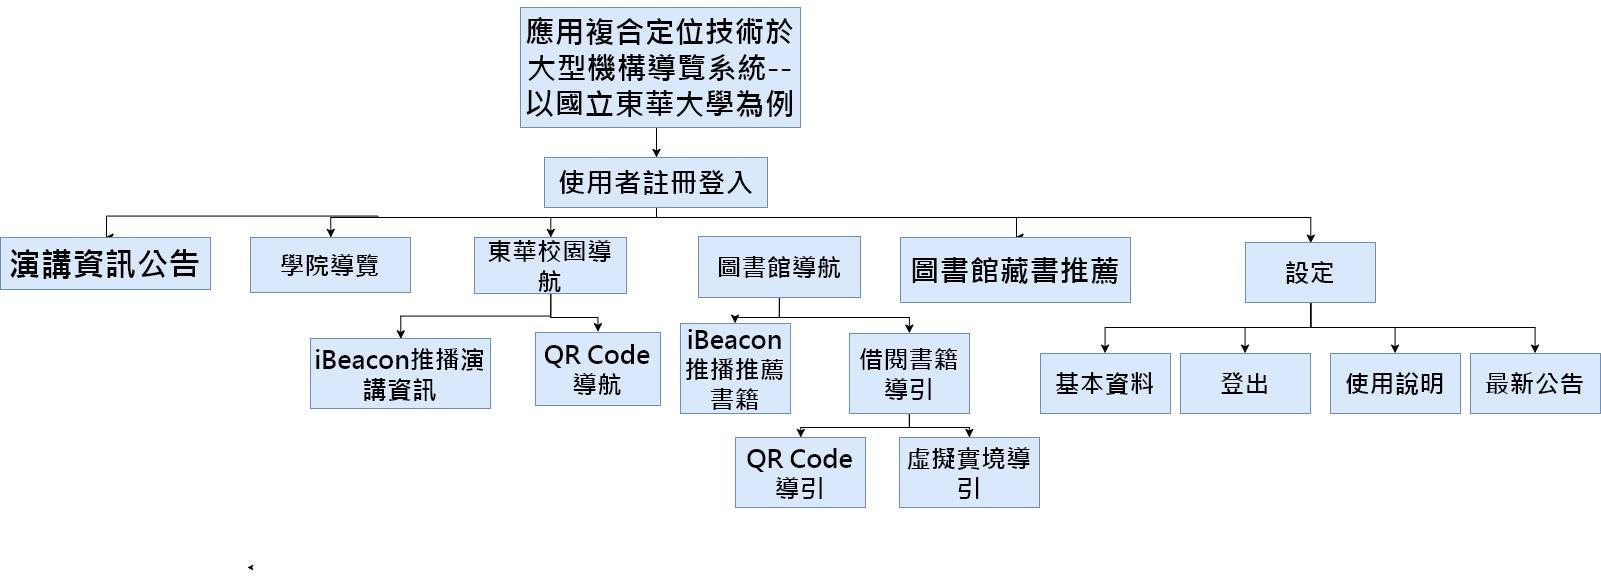 應用複合定位技術於
大型機構導覽系統--
以國立東華大學為例
使用者註冊登入
演講資訊公告
學院導覽
東華校園導
航
圖書館導航
圖書館藏書推薦
設定
iBeacon推播演
講資訊
QR Code
導航
iBeacon
推播推薦
書籍
借閱書籍
導引
基本資料
登出
使用說明
最新公告
QR Code
導引
虛擬實境導
引